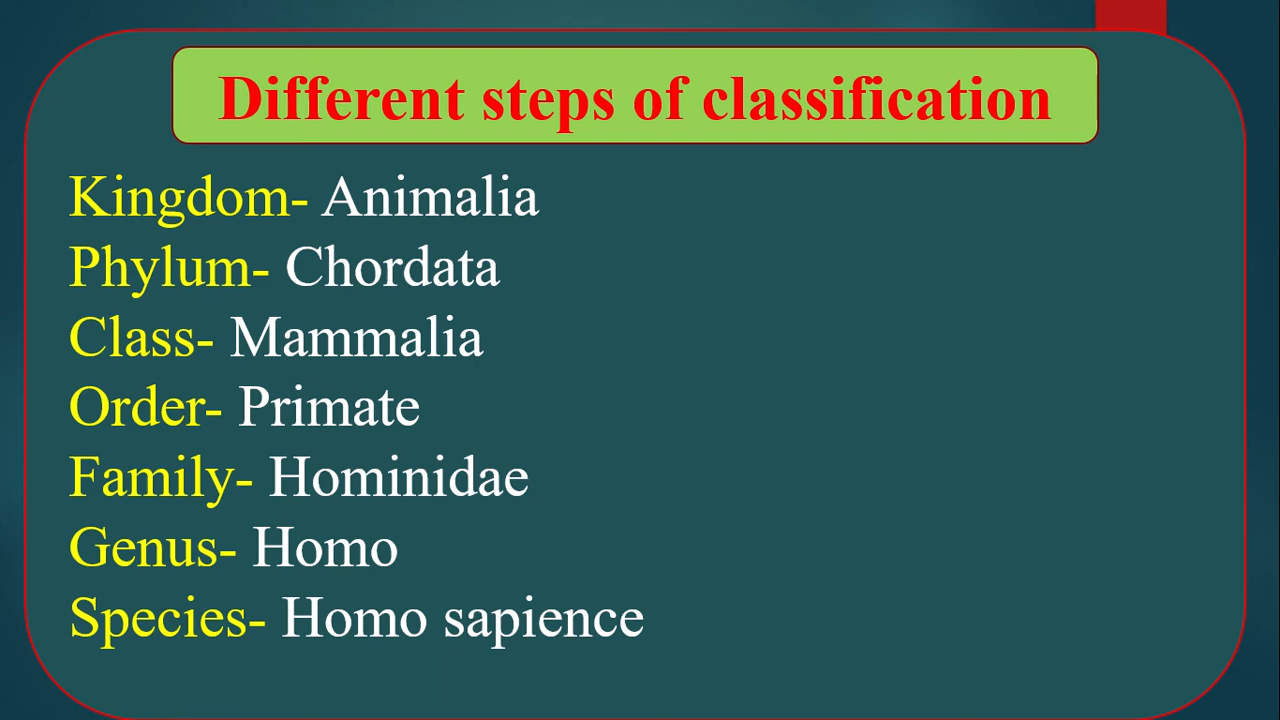 Different steps of classification
Kingdom- Animalia
Phylum- Chordata
Class- Mammalia
Order- Primate
Family- Hominidae
Genus- Homo
Species- Homo sapience